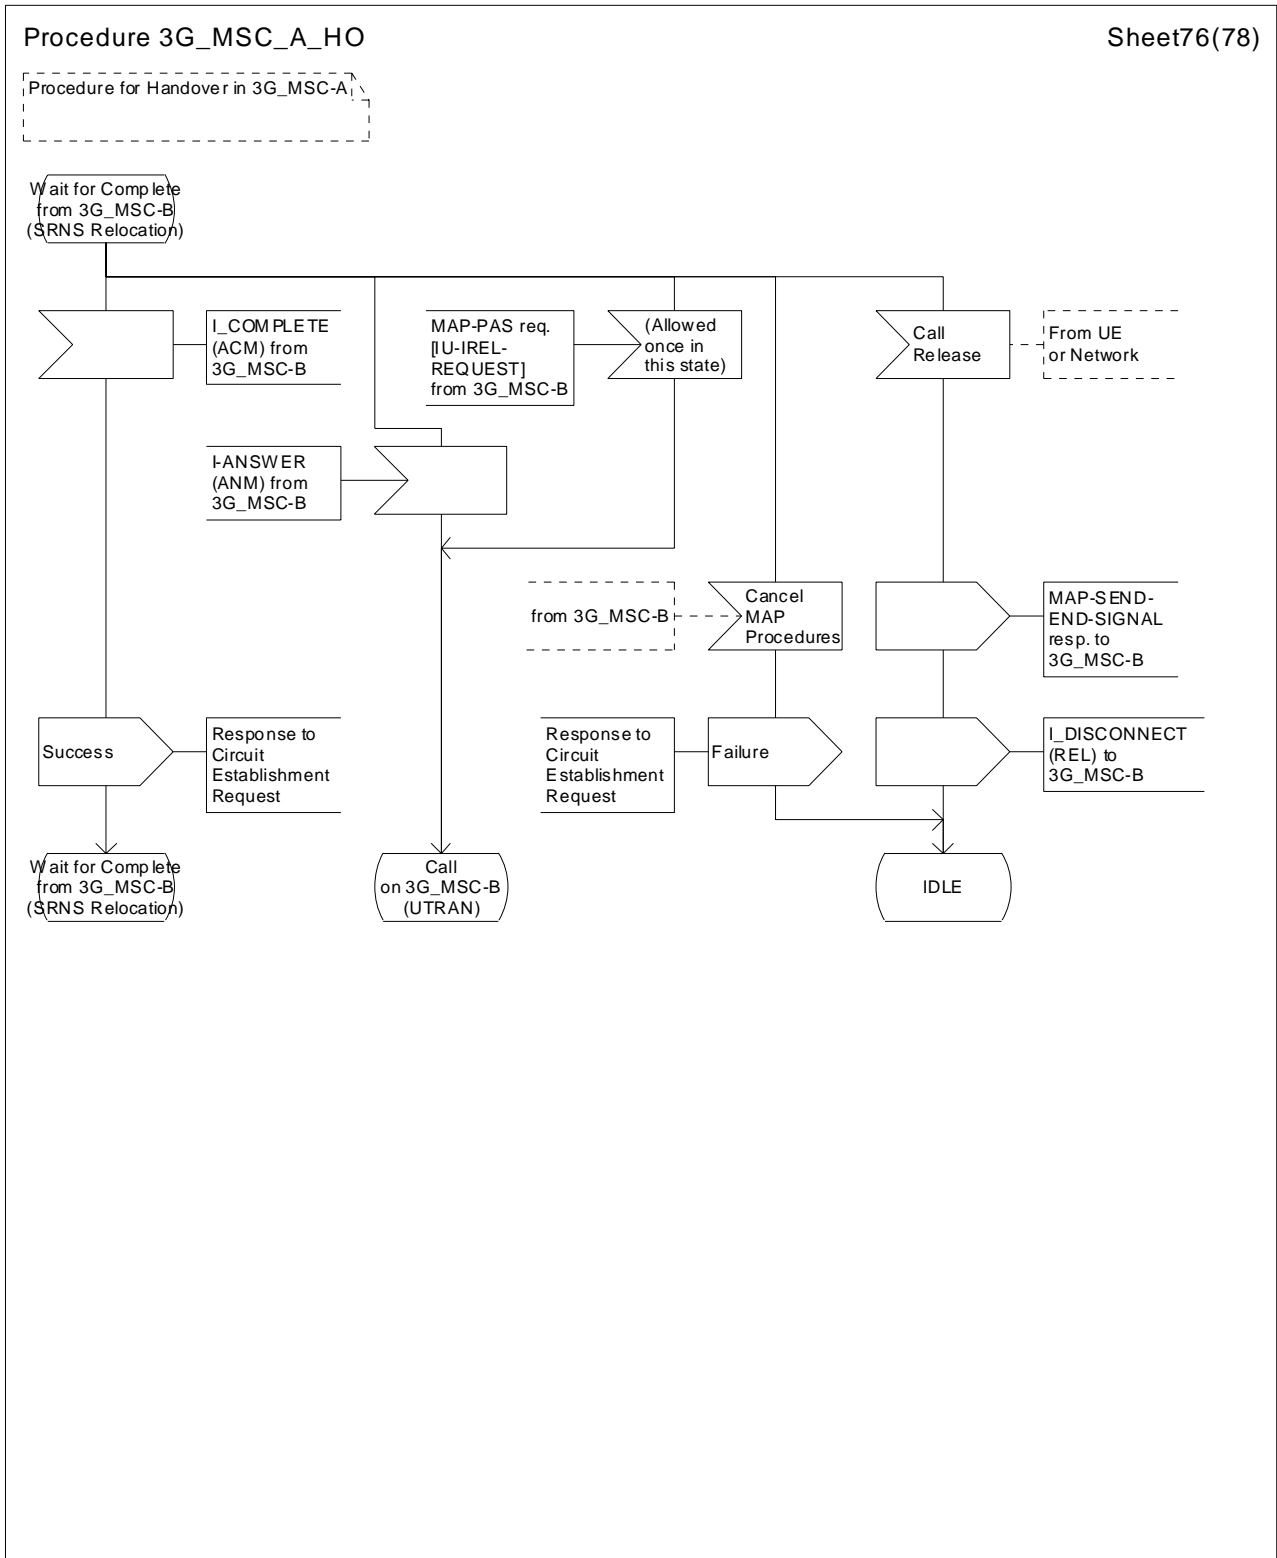 Procedure 3G_MSC_A_HO
Sheet76(78)
Procedure for Handover in 3G_MSC-A
Wait for Complete
from 3G_MSC-B
(SRNS Relocation)
I_COMPLETE
(ACM) from
3G_MSC-B
MAP-PAS req.
[IU-IREL-
REQUEST]
from 3G_MSC-B
(Allowed
once in
this state)
Call
Release
From UE
or Network
I-ANSWER
(ANM) from
3G_MSC-B
from 3G_MSC-B
Cancel
MAP
Procedures
MAP-SEND-
END-SIGNAL
resp. to
3G_MSC-B
Success
Response to
Circuit
Establishment
Request
Response to
Circuit
Establishment
Request
Failure
I_DISCONNECT
(REL) to
3G_MSC-B
Wait for Complete
from 3G_MSC-B
(SRNS Relocation)
Call
on 3G_MSC-B
(UTRAN)
IDLE